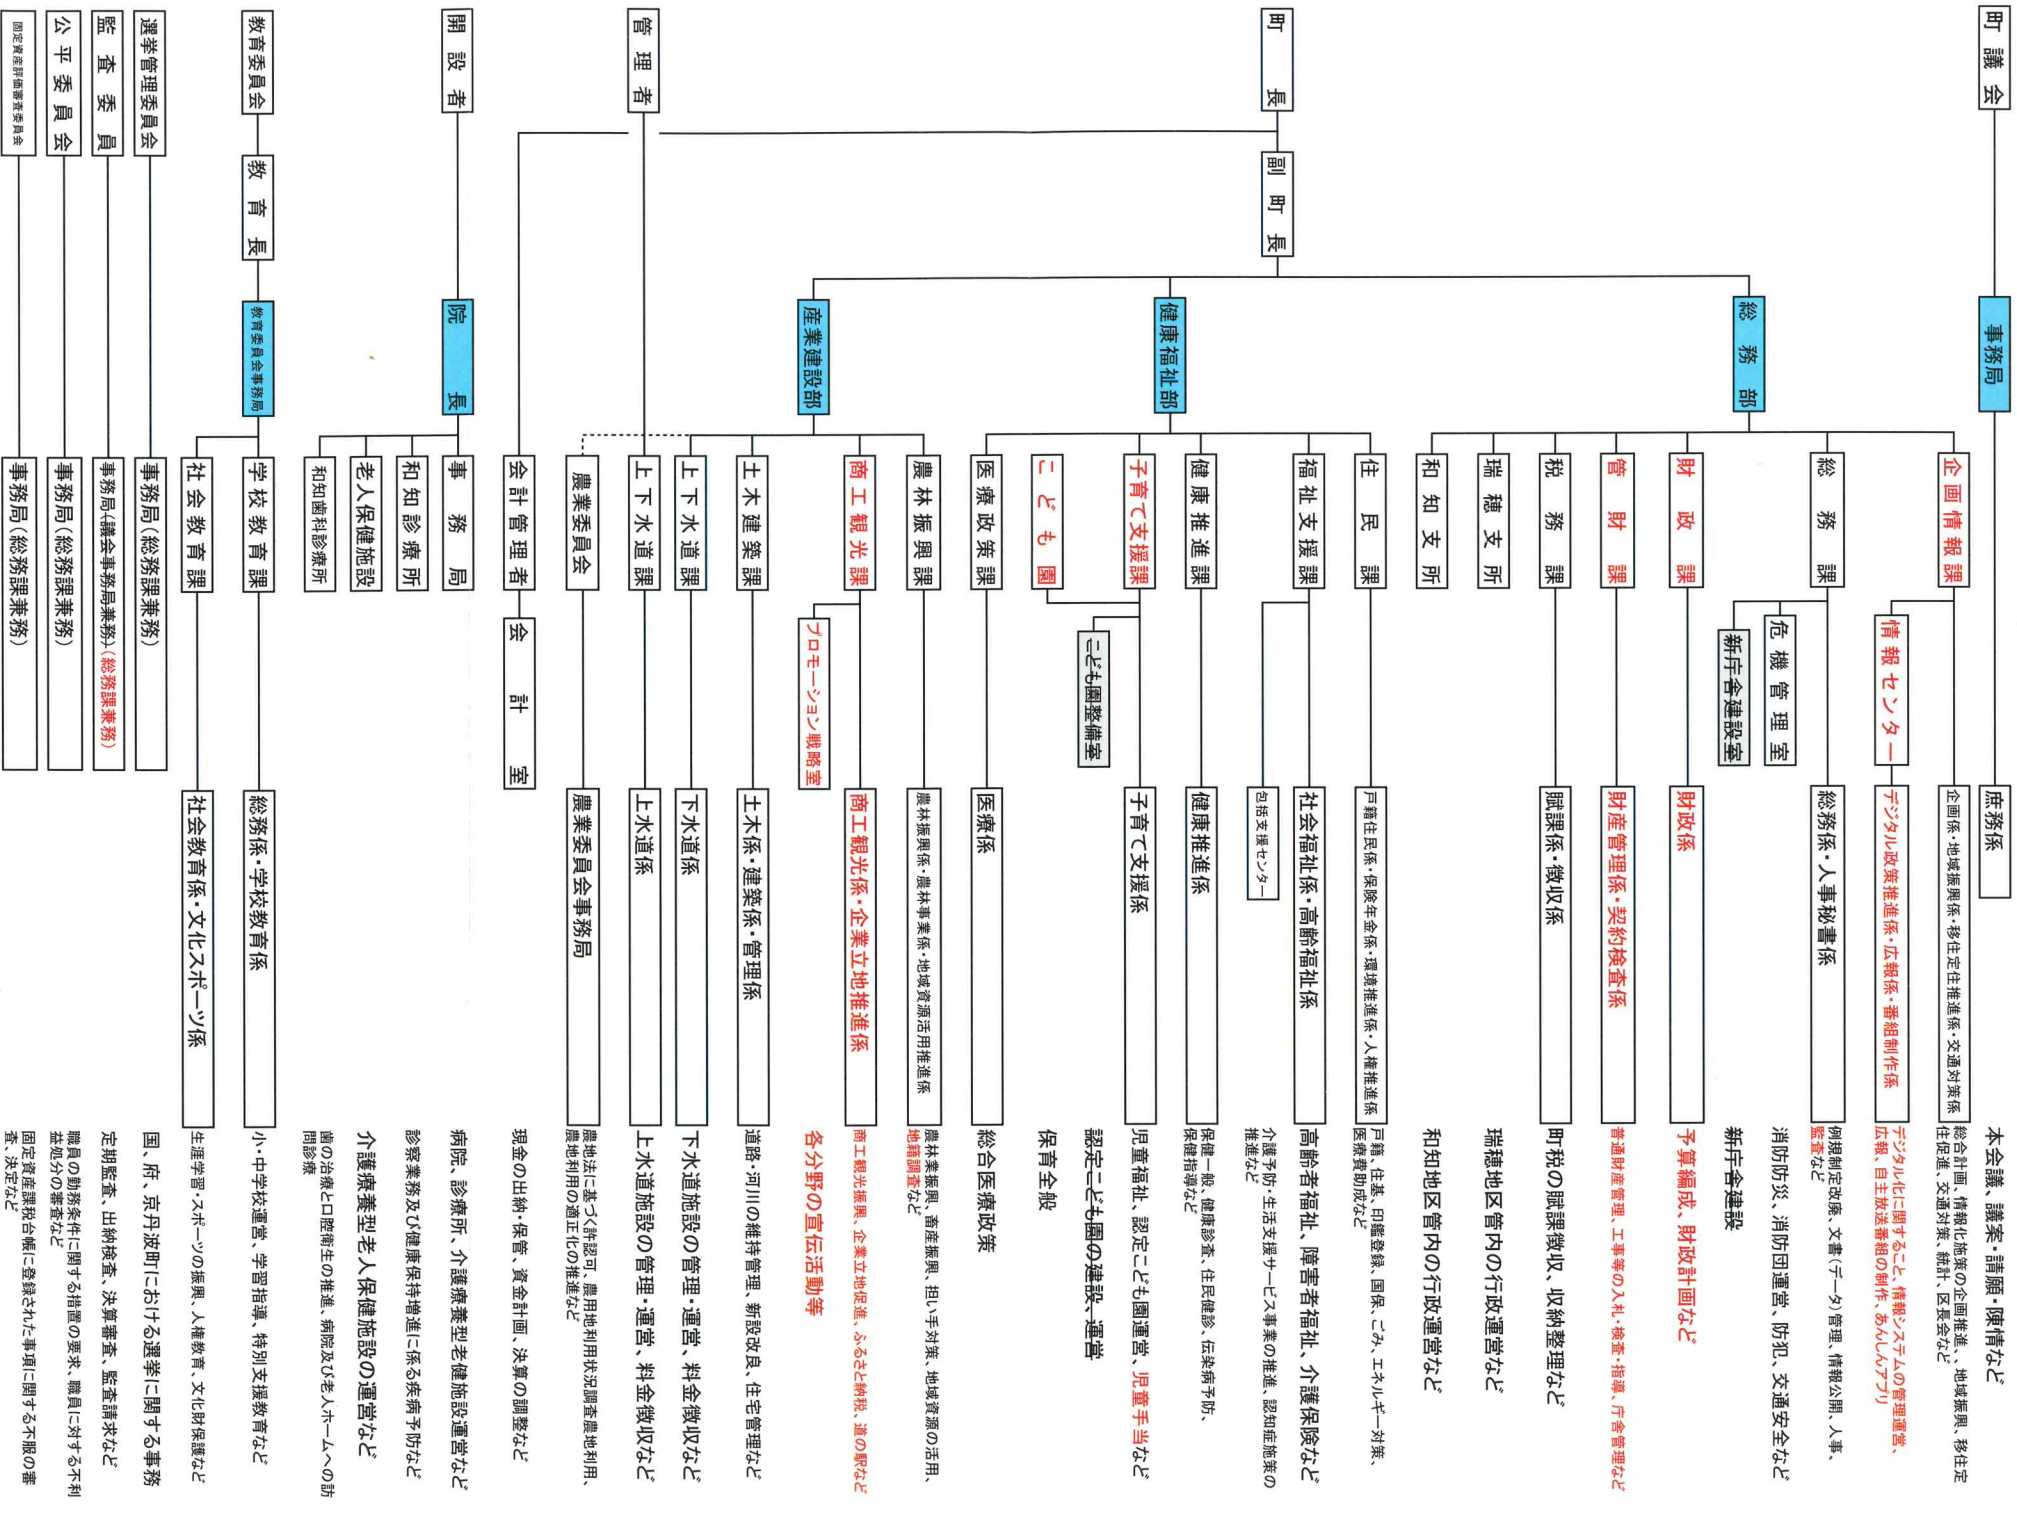 町議会
事務局
庶務係
本会議、議案・請願・陳情など
町長
副町長
総務部
企画情報課
企画係・地域振興係・移住定住推進係・交通対策係
総合計画、情報化施策の企画推進、、地域振興、移住定
住促進、交通対策、統計、区長会など
情報センター
デジタル政策推進係・広報係・番組制作係
デジタル化に関すること、情報システムの管理運営、
広報、自主放送番組の制作、あんしんアプリ
総務課
総務係・人事秘書係
例規制定改廃、文書(データ)管理、情報公開、人事、
監査など
危機管理室
消防防災、消防団運営、防犯、交通安全など
新庁舎建設室
新庁舎建設
財政課
財政係
予算編成、財政計画など
管財課
財産管理係・契約検査係
普通財産管理、工事等の入札・検査・指導、庁舎管理など
税務課
賦課係・徴収係
町税の賦課徴収、収納整理など
瑞穂支所
瑞穂地区管内の行政運営など
和知支所
和知地区管内の行政運営など
健康福祉部
住民課
戸籍住民係・保険年金係・環境推進係・人権推進係
戸籍、住基、印鑑登録、国保、ごみ、エネルギー対策、
医療費助成など
福祉支援課
社会福祉係・高齢福祉係
高齢者福祉、障害者福祉、介護保険など
包括支援センター
介護予防・生活支援サービス事業の推進、認知症施策の
推進など
健康推進課
健康推進係
保健一般、健康診査、住民健診、伝染病予防、
保健指導など
子育て支援課
子育て支援係
児童福祉、認定こども園運営、児童手当など
こども園整備室
認定こども園の建設、運営
こども園
保育全般
医療政策課
医療係
総合医療政策
産業建設部
農林振興課
農林振興係・農林事業係・地域資源活用推進係
農林業振興、畜産振興、担い手対策、地域資源の活用、
地籍調査など
商工観光課
商工観光係・企業立地推進係
商工観光振興、企業立地促進、ふるさと納税、道の駅など
プロモーション戦略室
各分野の宣伝活動等
土木建築課
土木係・建築係・管理係
道路・河川の維持管理、新設改良、住宅管理など
上下水道課
下水道係
下水道施設の管理・運営、料金徴収など
管理者
上下水道課
上水道係
上水道施設の管理・運営、料金徴収など
農業委員会
農業委員会事務局
農地法に基づく許認可、農用地利用状況調査農地利用、
農地利用の適正化の推進など
会計管理者
会計室
現金の出納・保管、資金計画、決算の調整など
開設者
院長
事務局
病院、診療所、介護療養型老健施設運営など
和知診療所
診察業務及び健康保持増進に係る疾病予防など
老人保健施設
介護療養型老人保健施設の運営など
和知歯科診療所
歯の治療と口腔衛生の推進、病院及び老人ホームへの訪
問診療
教育委員会
教育長
教育委員会事務局
学校教育課
総務係・学校教育係
小・中学校運営、学習指導、特別支援教育など
社会教育課
社会教育係・文化スポーツ係
生涯学習・スポーツの振興、人権教育、文化財保護など
選挙管理委員会
事務局(総務課兼務)
国、府、京丹波町における選挙に関する事務
監査委員
事務局(議会事務局兼務)(総務課兼務)
定期監査、出納検査、決算審査、監査請求など
公平委員会
事務局(総務課兼務)
職員の勤務条件に関する措置の要求、職員に対する不利
益処分の審査など
固定資産評価審査委員会
事務局(総務課兼務)
固定資産課税台帳に登録された事項に関する不服の審
査、決定など